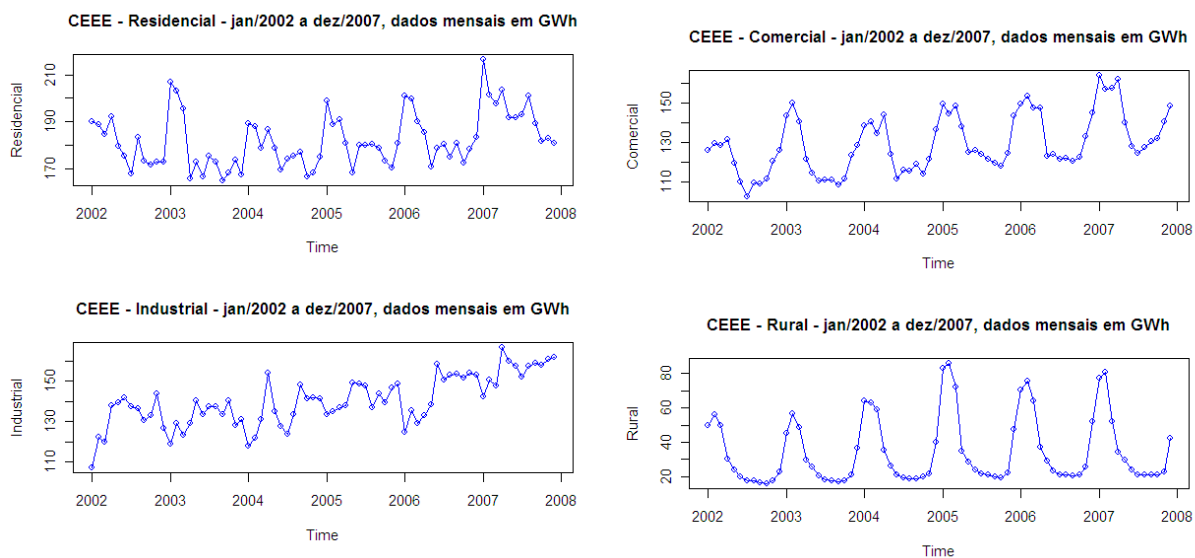 CEEE - Residencial - jan/2002 a dez/2007, dados mensais em GWh
Residencial
210
190
170
2002 2003 2004 2005 2006 2007 2008
Time
CEEE - Comercial - jan/2002 a dez/2007, dados mensais em GWh
Comercial
150
130
110
2002 2003 2004 2005 2006 2007 2008
Time
CEEE - Industrial - jan/2002 a dez/2007, dados mensais em GWh
Industrial
150
130
110
2002 2003 2004 2005 2006 2007 2008
Time
CEEE - Rural - jan/2002 a dez/2007, dados mensais em GWh
Rural
80
60
40
20
2002 2003 2004 2005 2006 2007 2008
Time